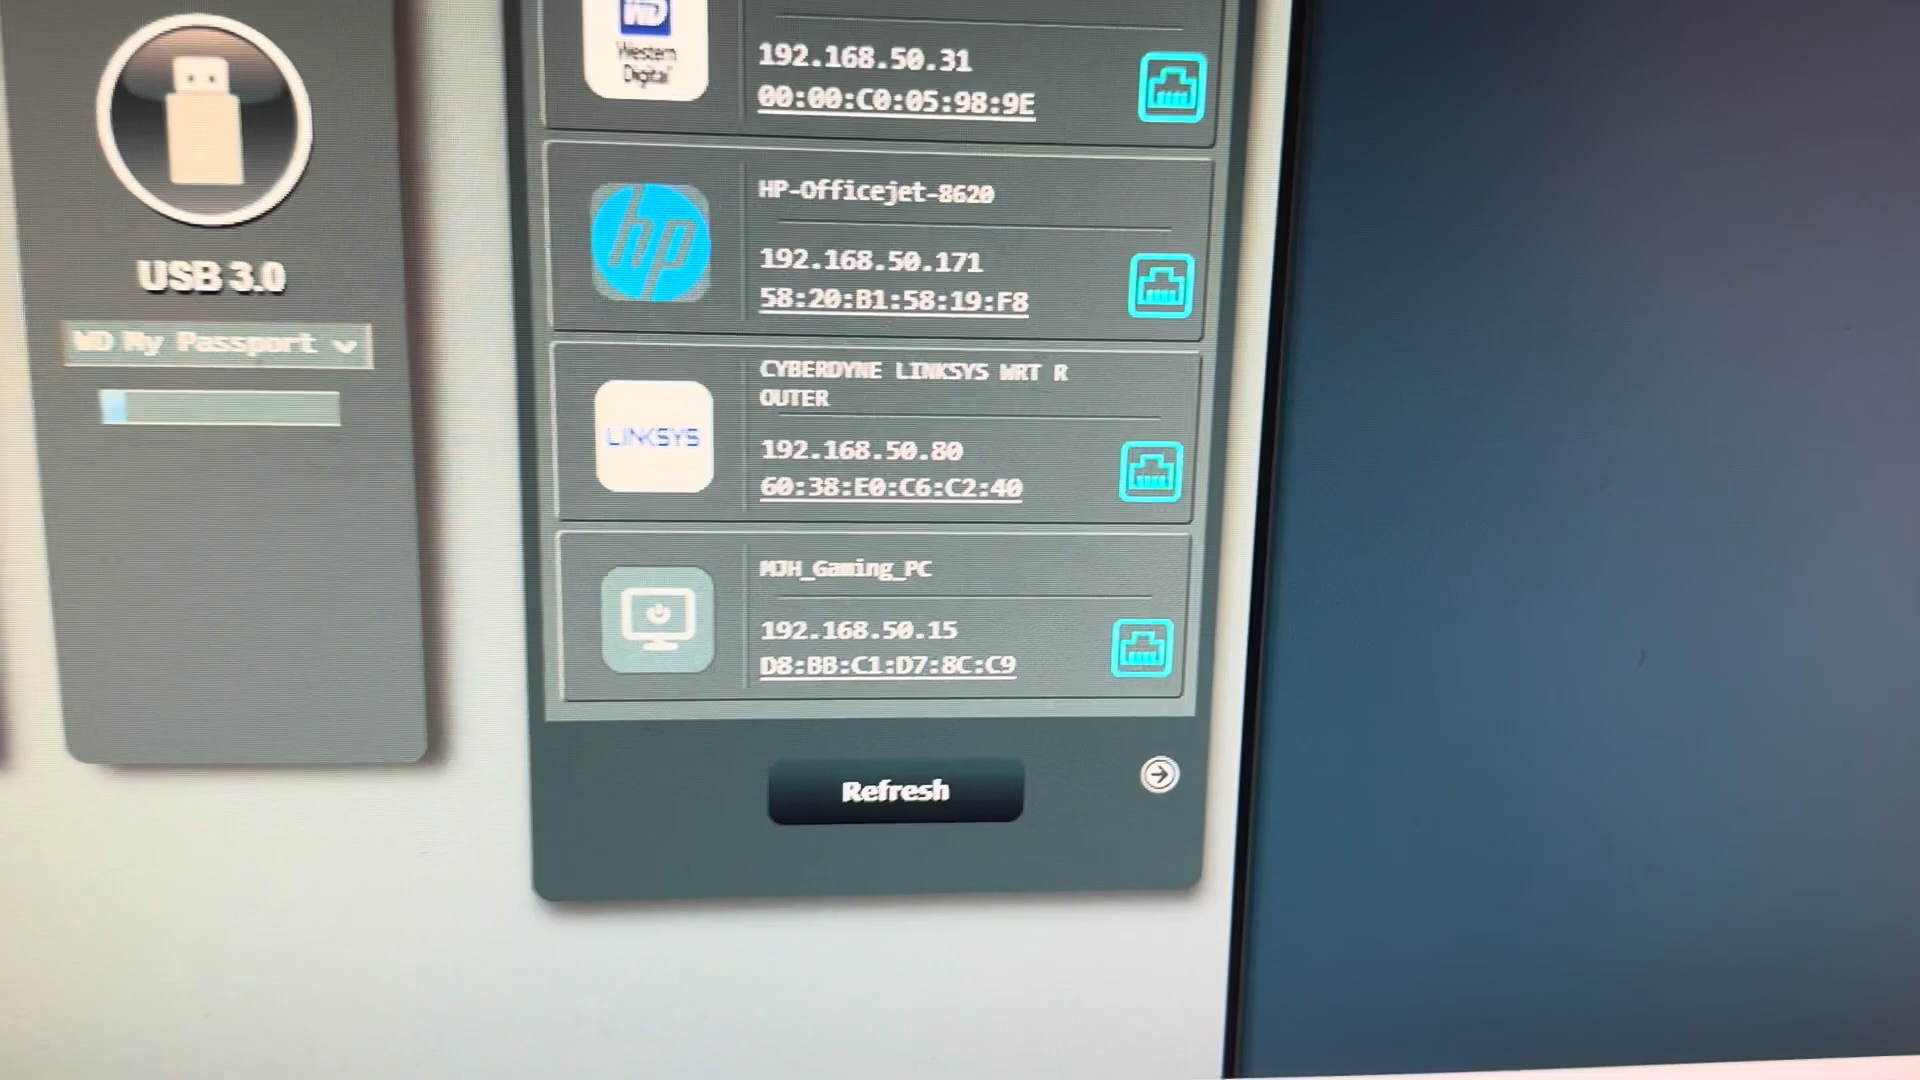 WD
Western
Digital
192.168.50.31
00:00:C0:05:98:9E
USB 3.0
WD My Passport
hp
HP-Officejet-8620
192.168.50.171
58:20:B1:58:19:F8
LINKSYS
CYBERDYNE LINKSYS WRT R
OUTER
192.168.50.80
60:38:E0:C6:C2:40
MJH_Gaming_PC
192.168.50.15
D8:BB:C1:D7:8C:C9
Refresh